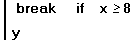 break if x ≥ 8
y